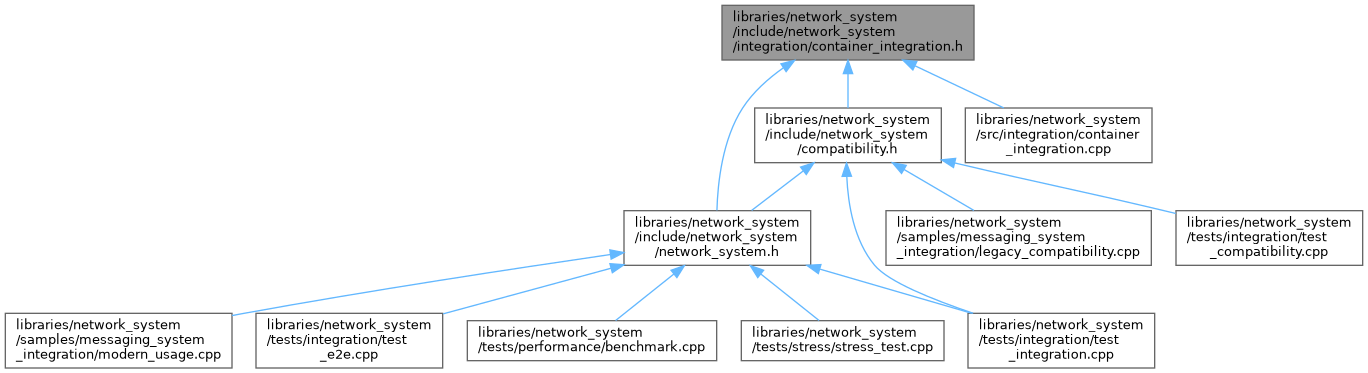 libraries/network_system
/include/network_system
/integration/container_integration.h
libraries/network_system
/include/network_system
/compatibility.h
libraries/network_system
/src/integration/container
_integration.cpp
libraries/network_system
/include/network_system
/network_system.h
libraries/network_system
/samples/messaging_system
_integration/legacy_compatibility.cpp
libraries/network_system
/tests/integration/test
_compatibility.cpp
libraries/network_system
/samples/messaging_system
_integration/modern_usage.cpp
libraries/network_system
/tests/integration/test
_e2e.cpp
libraries/network_system
/tests/performance/benchmark.cpp
libraries/network_system
/tests/stress/stress_test.cpp
libraries/network_system
/tests/integration/test
_integration.cpp